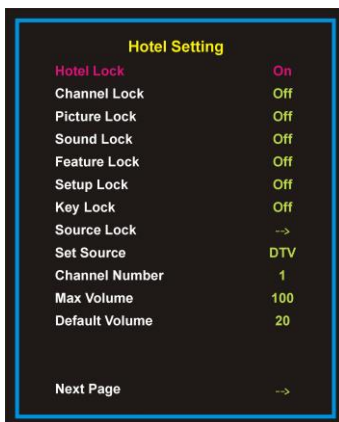 Hotel Setting
Hotel Lock On
Channel Lock Off
Picture Lock Off
Sound Lock Off
Feature Lock Off
Setup Lock Off
Key Lock Off
Source Lock -->
Set Source DTV
Channel Number 1
Max Volume 100
Default Volume 20
Next Page -->